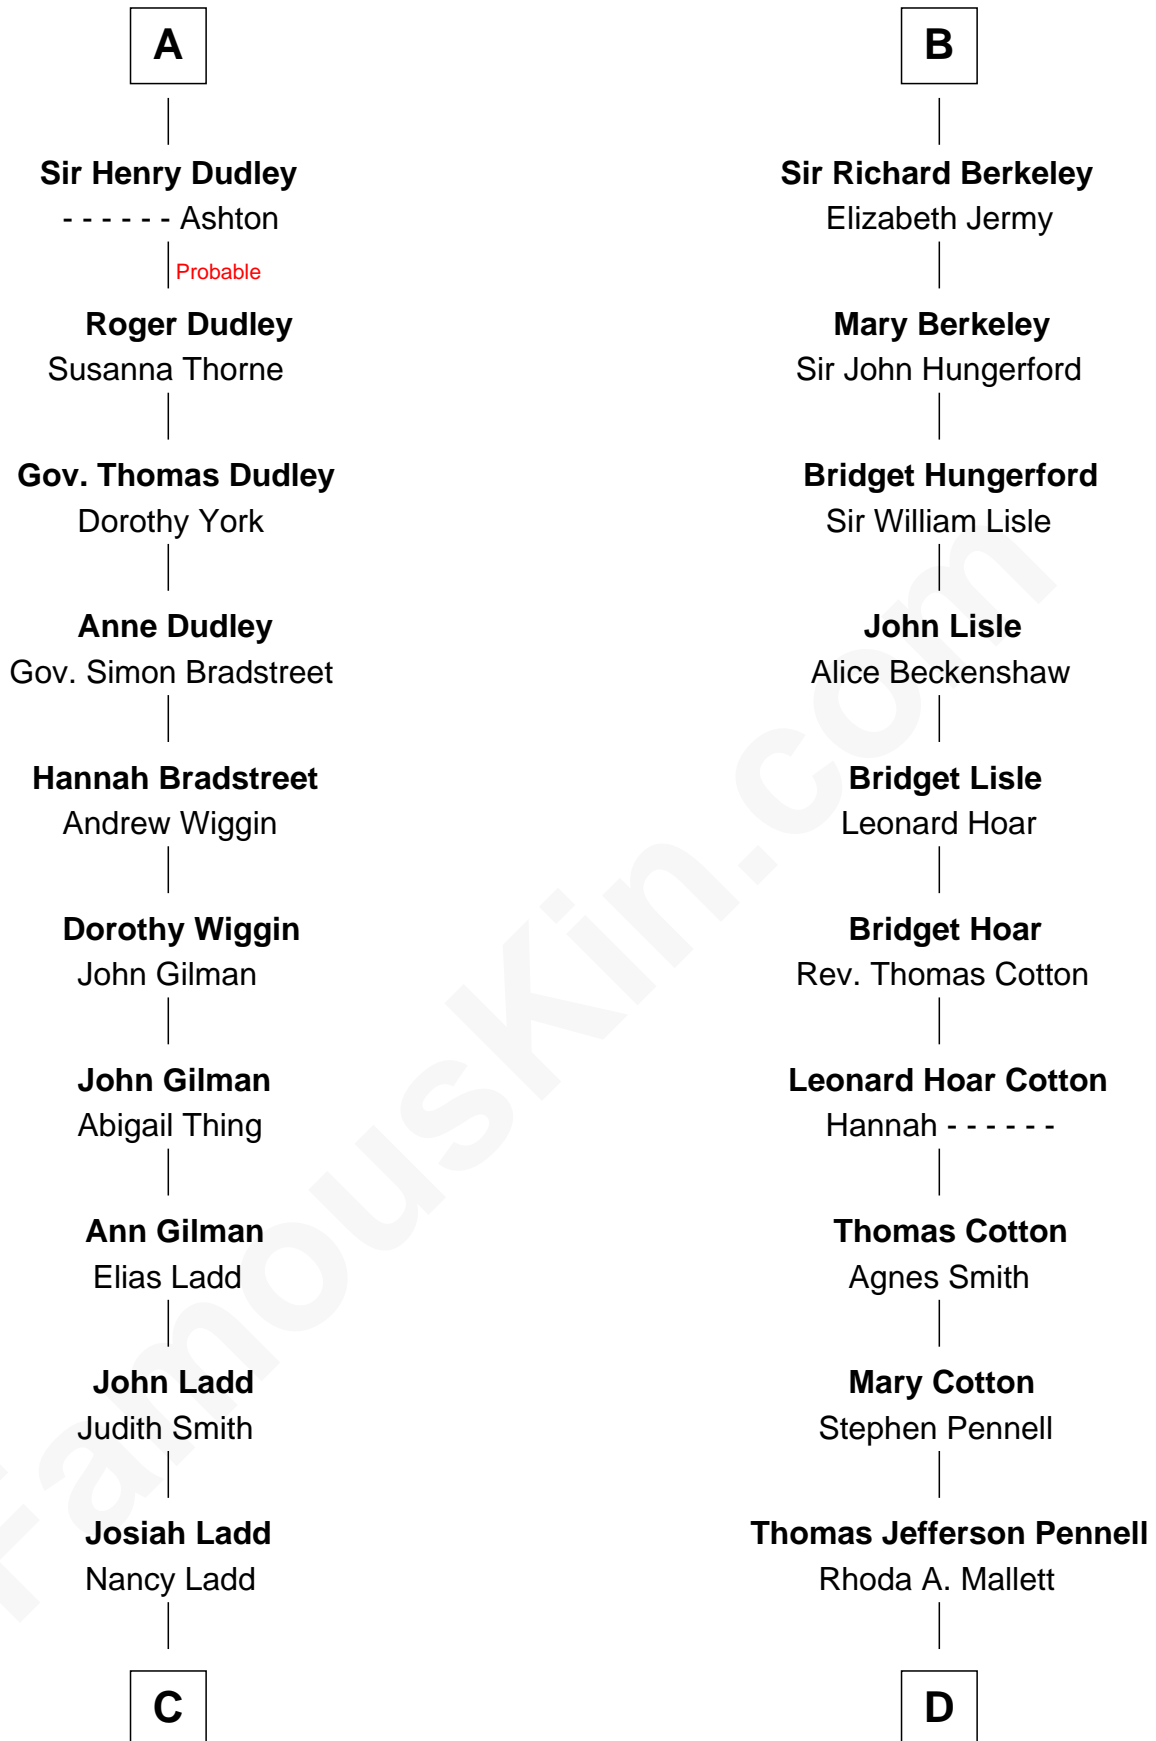 A
Sir Henry Dudley
- - - - - - Ashton
Probable
Roger Dudley
Susanna Thorne
Gov. Thomas Dudley
Dorothy York
Anne Dudley
Gov. Simon Bradstreet
Hannah Bradstreet
Andrew Wiggin
Dorothy Wiggin
John Gilman
John Gilman
Abigail Thing
Ann Gilman
Elias Ladd
John Ladd
Judith Smith
Josiah Ladd
Nancy Ladd
C
B
Sir Richard Berkeley
Elizabeth Jermy
Mary Berkeley
Sir John Hungerford
Bridget Hungerford
Sir William Lisle
John Lisle
Alice Beckenshaw
Bridget Lisle
Leonard Hoar
Bridget Hoar
Rev. Thomas Cotton
Leonard Hoar Cotton
Hannah - - - - - -
Thomas Cotton
Agnes Smith
Mary Cotton
Stephen Pennell
Thomas Jefferson Pennell
Rhoda A. Mallett
D
FamousKin.com